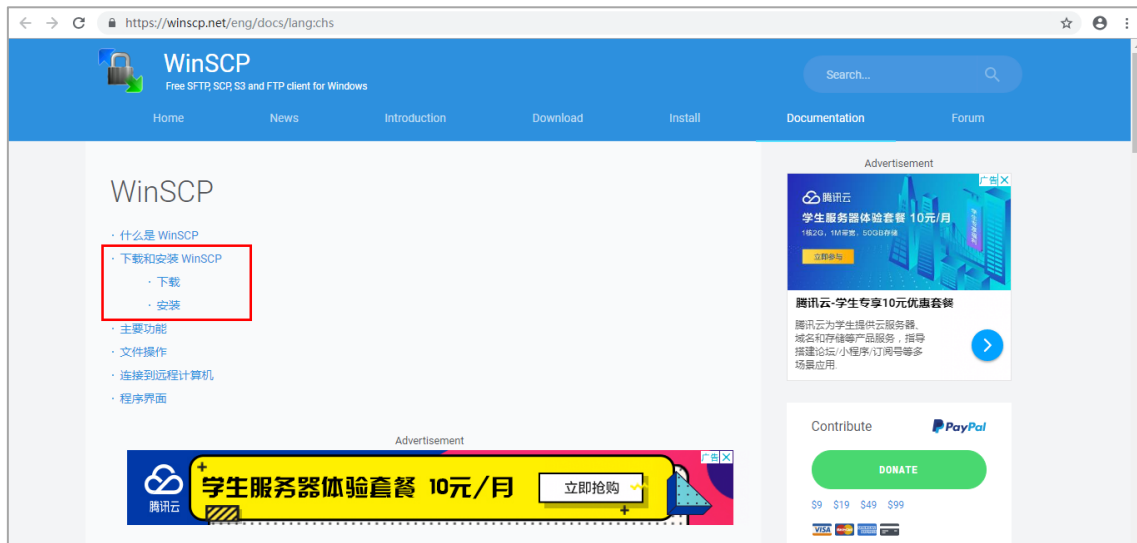 https://winscp.net/eng/docs/lang:chs
WinSCP
Free SFTP, SCP, S3 and FTP client for Windows
Search...
Home News Introduction Download Install Documentation Forum
WinSCP
· 什么是 WinSCP
· 下载和安装 WinSCP
· 下载
· 安装
· 主要功能
· 文件操作
· 连接到远程计算机
· 程序界面
Advertisement
广告
腾讯云
学生服务器体验套餐 10元/月
立即抢购
Advertisement
广告
腾讯云
学生服务器体验套餐 10元/月
1核2G，1M带宽，50GB存储
立即参与
腾讯云-学生专享10元优惠套餐
腾讯云为学生提供云服务器、
域名和存储等产品服务，指导
搭建论坛/小程序/订阅号等多
场景应用.
Contribute PayPal
DONATE
$9 $19 $49 $99
VISA